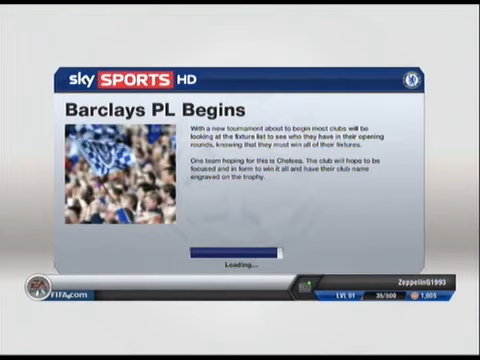 sky SPORTS HD
Barclays PL Begins
With a new tournament about to begin most clubs will be
looking at the fixture list to see who they have in their opening
rounds, knowing that they must win all of their fixtures.
One team hoping for this is Chelsea. The club will hope to be
focused and in form to win it all and have their club name
engraved on the trophy.
Loading...
ZeppelinG1993
EA
FIFA.com
LVL 01
35/500
1,005